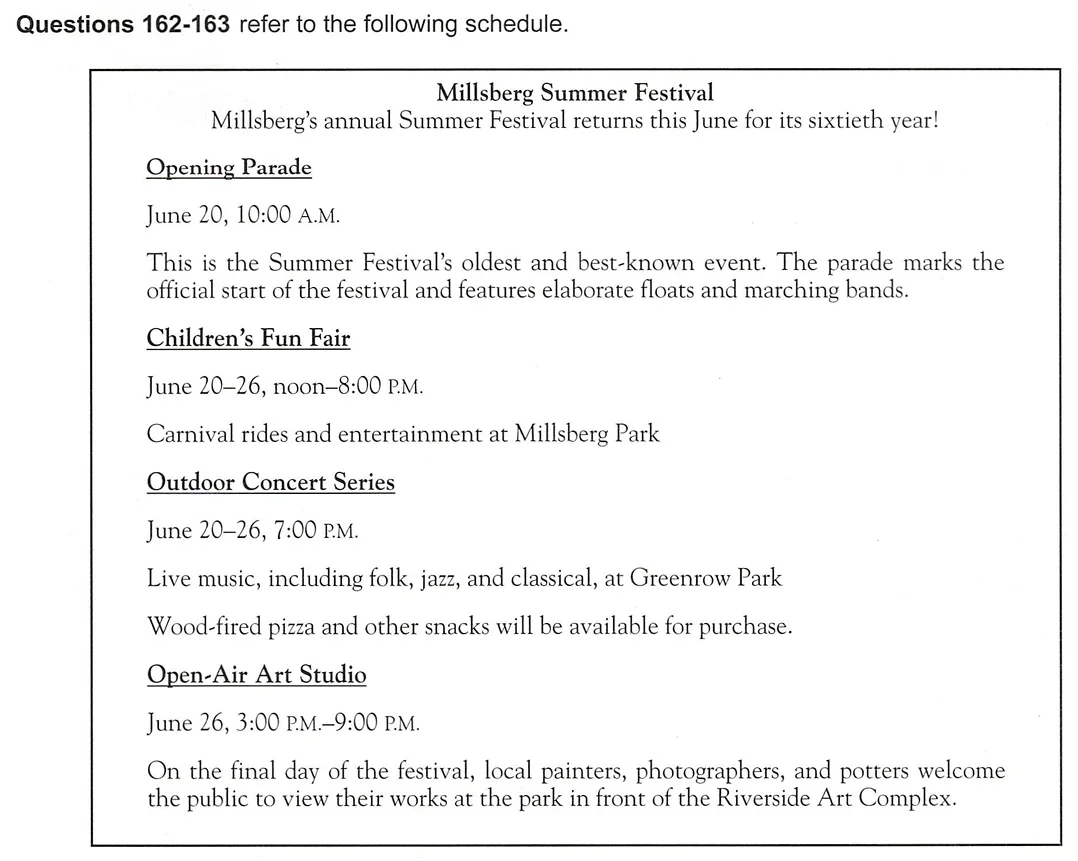 Questions 162-163 refer to the following schedule.
Millsberg Summer Festival
Millsberg's annual Summer Festival returns this June for its sixtieth year!
Opening Parade
June 20, 10:00 A.M.
This is the Summer Festival's oldest and best-known event. The parade marks the
official start of the festival and features elaborate floats and marching bands.
Children's Fun Fair
June 20–26, noon–8:00 P.M.
Carnival rides and entertainment at Millsberg Park
Outdoor Concert Series
June 20–26, 7:00 P.M.
Live music, including folk, jazz, and classical, at Greenrow Park
Wood-fired pizza and other snacks will be available for purchase.
Open-Air Art Studio
June 26, 3:00 P.M.–9:00 P.M.
On the final day of the festival, local painters, photographers, and potters welcome
the public to view their works at the park in front of the Riverside Art Complex.